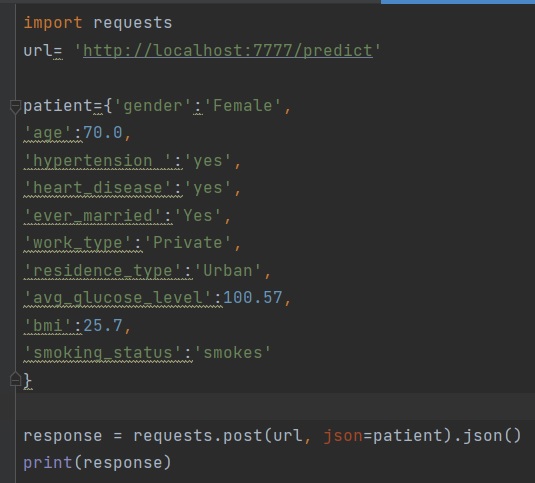 import requests
url= 'http://localhost:7777/predict'
patient={'gender':'Female',
'age':70.0,
'hypertension ':'yes',
'heart_disease':'yes',
'ever_married':'Yes',
'work_type':'Private',
'residence_type':'Urban',
'avg_glucose_level':100.57,
'bmi':25.7,
'smoking_status':'smokes'
}
response = requests.post(url, json=patient).json()
print(response)